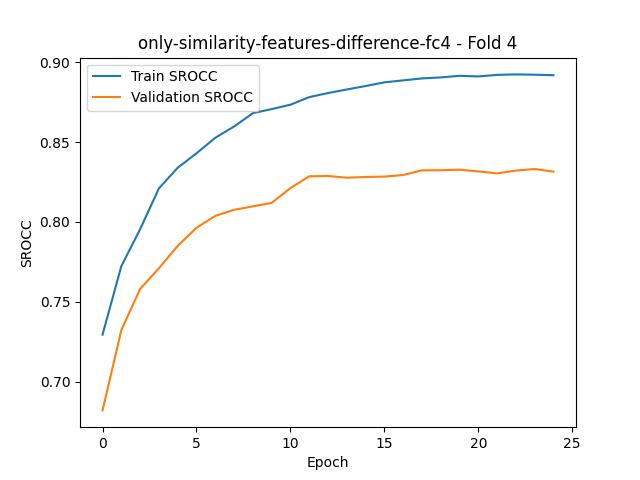 only-similarity-features-difference-fc4 - Fold 4
Train SROCC
Validation SROCC
0.90
0.85
0.80
0.75
0.70
SROCC
0 5 10 15 20 25
Epoch